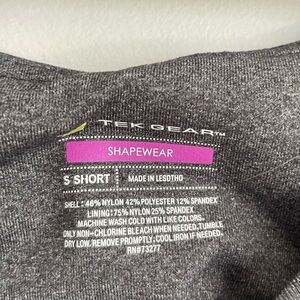 TEK GEAR™
SHAPEWEAR
S SHORT | MADE IN LESOTHO
SHELL: 46% NYLON 42% POLYESTER 12% SPANDEX
LINING: 75% NYLON 25% SPANDEX
MACHINE WASH COLD WITH LIKE COLORS.
ONLY NON-CHLORINE BLEACH WHEN NEEDED. TUMBLE
DRY LOW. REMOVE PROMPTLY. COOL IRON IF NEEDED.
RN#73277